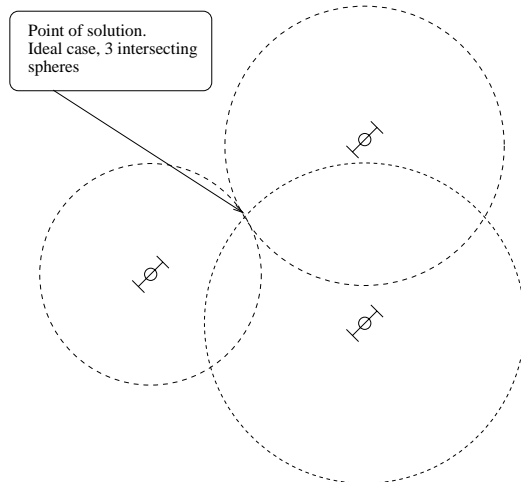 Point of solution.
Ideal case, 3 intersecting
spheres